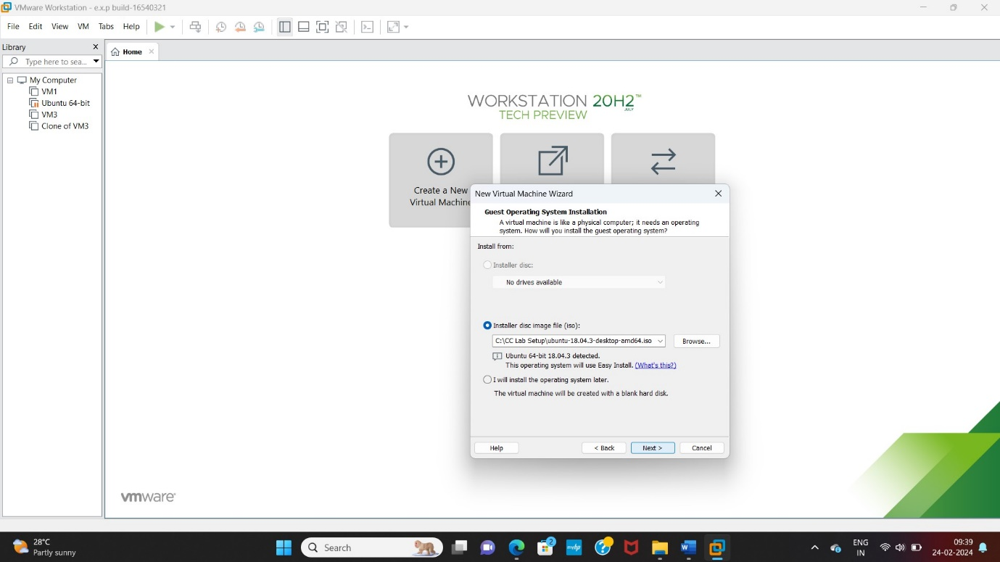 VMware Workstation - e.x.p build-16540321
File Edit View VM Tabs Help
Library
Type here to sea...
My Computer
VM1
Ubuntu 64-bit
VM3
Clone of VM3
Home
WORKSTATION 20H2™
JULY
TECH PREVIEW
Create a New
Virtual Machine
New Virtual Machine Wizard
Guest Operating System Installation
A virtual machine is like a physical computer; it needs an operating
system. How will you install the guest operating system?
Install from:
Installer disc:
No drives available
Installer disc image file (iso):
C:\CC Lab Setup\ubuntu-18.04.3-desktop-amd64.iso
Browse...
Ubuntu 64-bit 18.04.3 detected.
This operating system will use Easy Install. (What's this?)
I will install the operating system later.
The virtual machine will be created with a blank hard disk.
Help
< Back
Next >
Cancel
vmware®
28°C
Partly sunny
Search
2
myhp
W
ENG
IN
09:39
24-02-2024